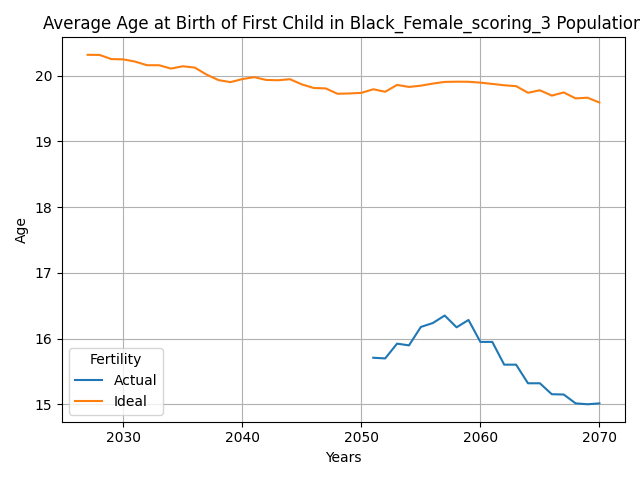 Average Age at Birth of First Child in Black_Female_scoring_3 Population
20
19
18
17
16
15
Age
Fertility
Actual
Ideal
2030 2040 2050 2060 2070
Years